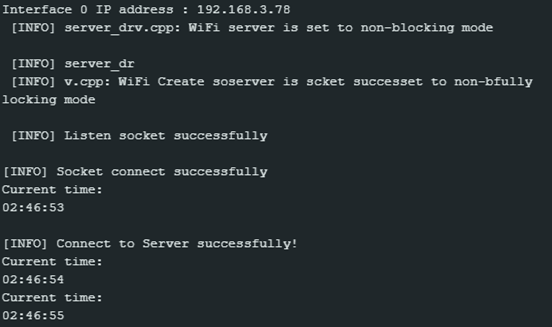 Interface 0 IP address : 192.168.3.78
[INFO] server_drv.cpp: WiFi server is set to non-blocking mode
[INFO] server_dr
[INFO] v.cpp: WiFi Create soserver is scket successet to non-bfully
locking mode
[INFO] Listen socket successfully
[INFO] Socket connect successfully
Current time:
02:46:53
[INFO] Connect to Server successfully!
Current time:
02:46:54
Current time:
02:46:55